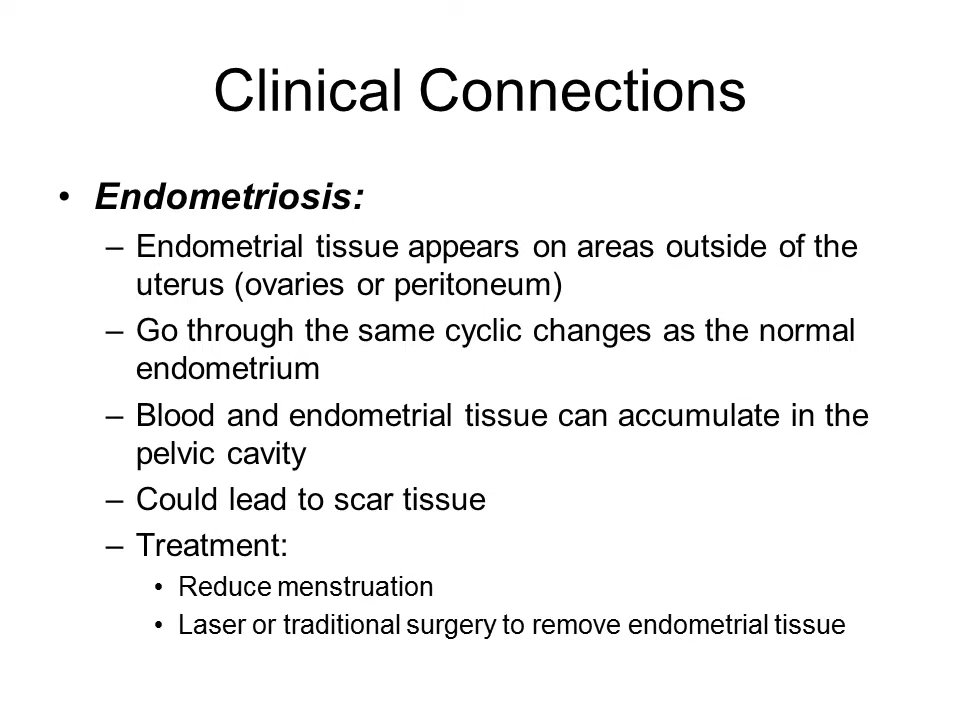 Clinical Connections
• Endometriosis:
– Endometrial tissue appears on areas outside of the
uterus (ovaries or peritoneum)
– Go through the same cyclic changes as the normal
endometrium
– Blood and endometrial tissue can accumulate in the
pelvic cavity
– Could lead to scar tissue
– Treatment:
• Reduce menstruation
• Laser or traditional surgery to remove endometrial tissue